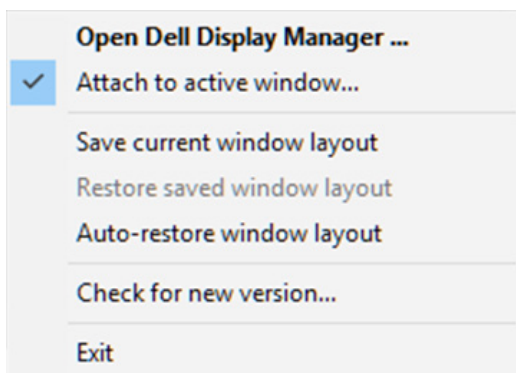 Open Dell Display Manager ...
Attach to active window...
Save current window layout
Restore saved window layout
Auto-restore window layout
Check for new version...
Exit